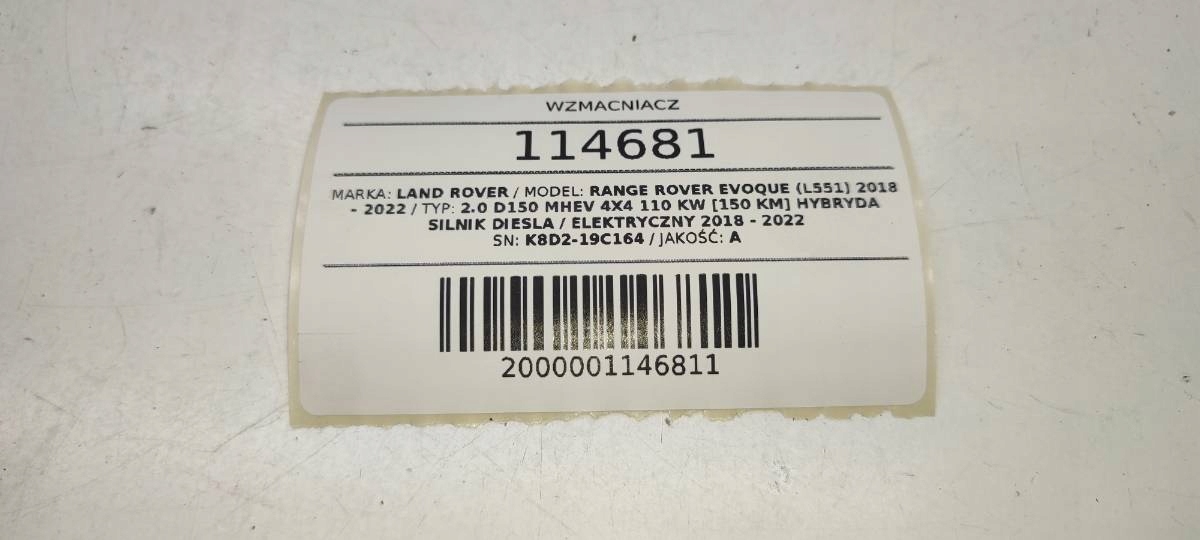 WZMACNIACZ
114681
MARKA: LAND ROVER / MODEL: RANGE ROVER EVOQUE (L551) 2018
- 2022 / TYP: 2.0 D150 MHEV 4X4 110 KW [150 KM] HYBRYDA
SILNIK DIESLA / ELEKTRYCZNY 2018 - 2022
SN: K8D2-19C164 / JAKOŚĆ: A
2000001146811